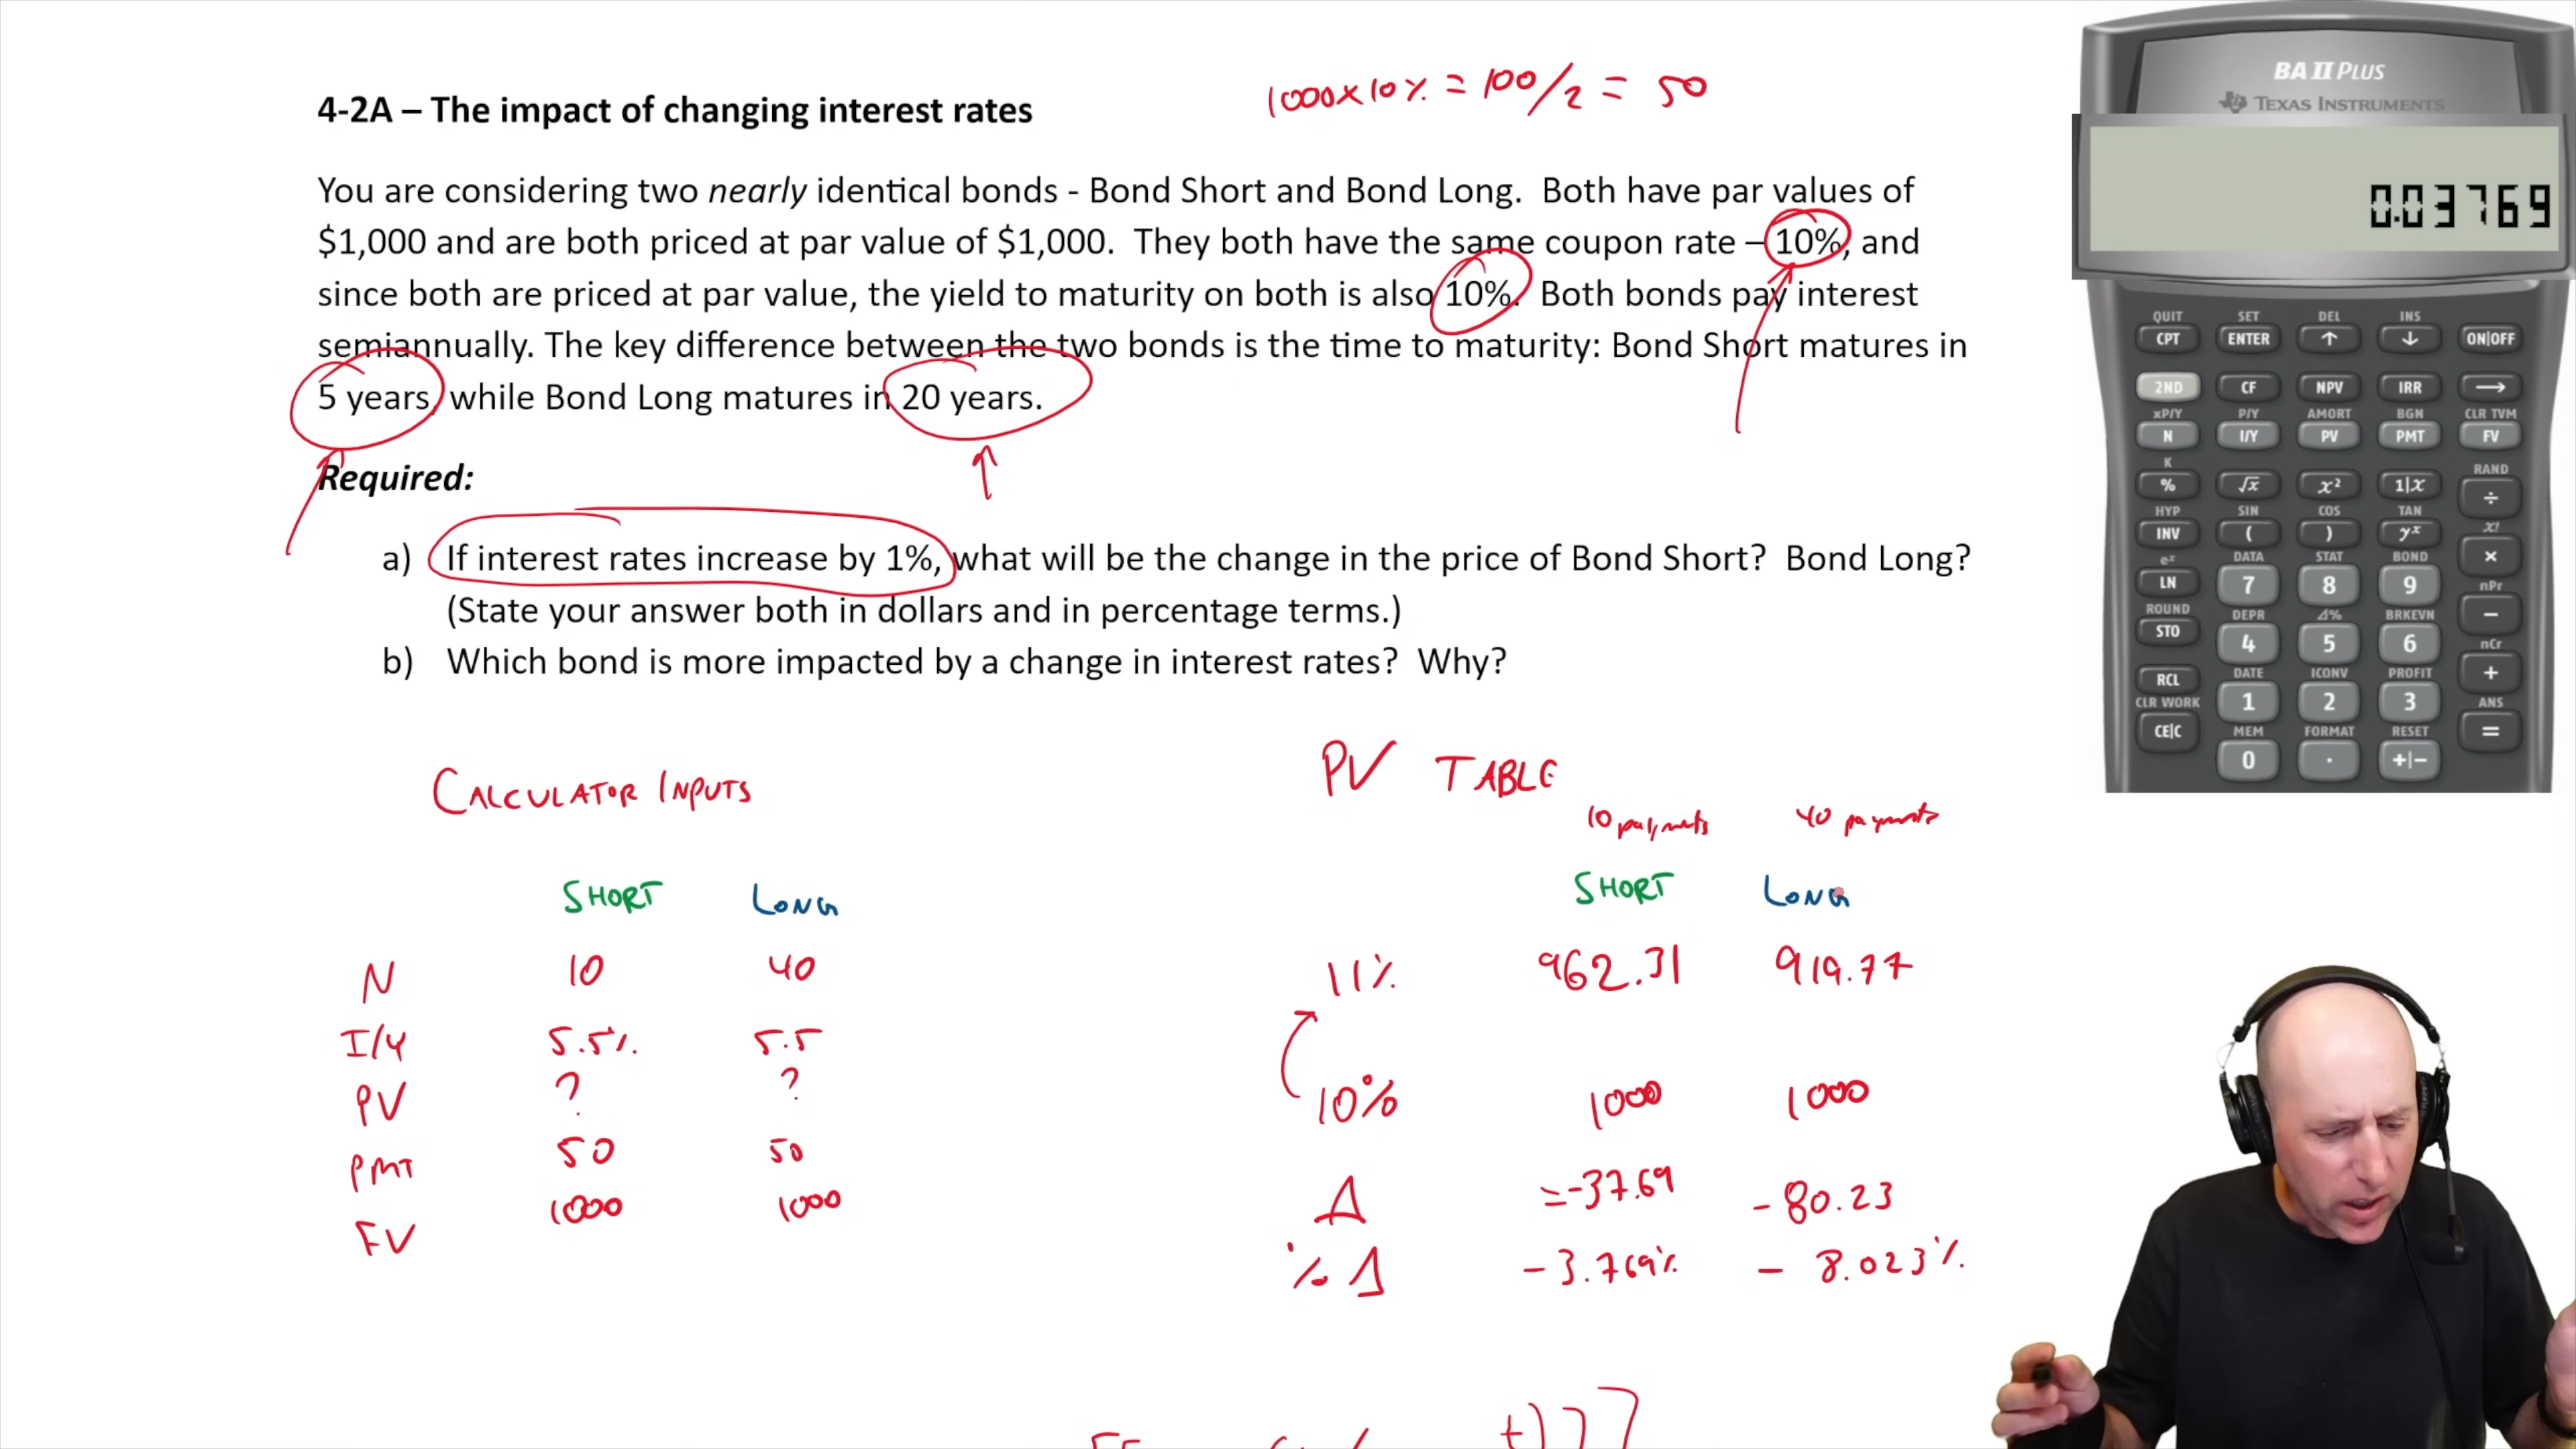 1000x10% = 100/2 = 50
4-2A – The impact of changing interest rates
You are considering two nearly identical bonds - Bond Short and Bond Long. Both have par values of
$1,000 and are both priced at par value of $1,000. They both have the same coupon rate – 10%, and
since both are priced at par value, the yield to maturity on both is also 10%. Both bonds pay interest
semiannually. The key difference between the two bonds is the time to maturity: Bond Short matures in
5 years, while Bond Long matures in 20 years.
Required:
a) If interest rates increase by 1%, what will be the change in the price of Bond Short? Bond Long?
(State your answer both in dollars and in percentage terms.)
b) Which bond is more impacted by a change in interest rates? Why?
CALCULATOR INPUTS
SHORT LONG
N 10 40
I/Y 5.5% 5.5
PV ? ?
PMT 50 50
FV 1000 1000
PV TABLE
10 payments 40 payments
SHORT LONG
11% 962.31 919.77
10% 1000 1000
Δ =-37.69 -80.23
% Δ -3.769% - 8.023%
BA II PLUS
TEXAS INSTRUMENTS
0.03769
QUIT SET DEL INS
CPT ENTER ↑ ↓ ON|OFF
2ND CF NPV IRR →
xP/Y P/Y AMORT BGN CLR TVM
N I/Y PV PMT FV
K RAND
% √x x² 1|x ÷
HYP SIN COS TAN x!
INV ( ) yˣ ×
eˣ DATA STAT BOND nPr
LN 7 8 9 −
ROUND DEPR Δ% BRKEVN nCr
STO 4 5 6 +
DATE ICONV PROFIT
RCL 1 2 3
CLR WORK MEM FORMAT RESET ANS
CE|C 0 . +|− =